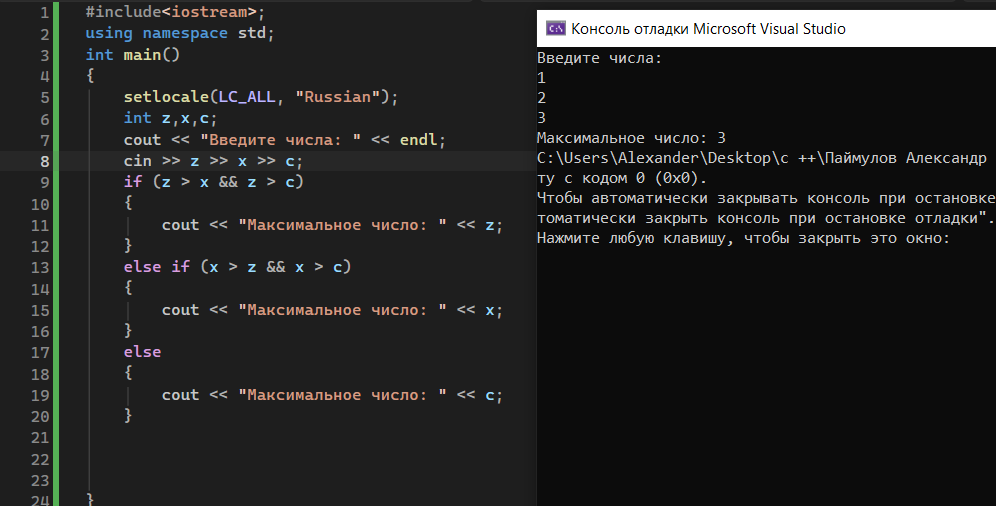 1 #include<iostream>;
2 using namespace std;
3 int main()
4 {
5 setlocale(LC_ALL, "Russian");
6 int z,x,c;
7 cout << "Введите числа: " << endl;
8 cin >> z >> x >> c;
9 if (z > x && z > c)
10 {
11 cout << "Максимальное число: " << z;
12 }
13 else if (x > z && x > c)
14 {
15 cout << "Максимальное число: " << x;
16 }
17 else
18 {
19 cout << "Максимальное число: " << c;
20 }
21
22
23
24 }
Консоль отладки Microsoft Visual Studio
Введите числа:
1
2
3
Максимальное число: 3
C:\Users\Alexander\Desktop\c ++\Паймулов Александр
ту с кодом 0 (0x0).
Чтобы автоматически закрывать консоль при остановке
томатически закрыть консоль при остановке отладки".
Нажмите любую клавишу, чтобы закрыть это окно: